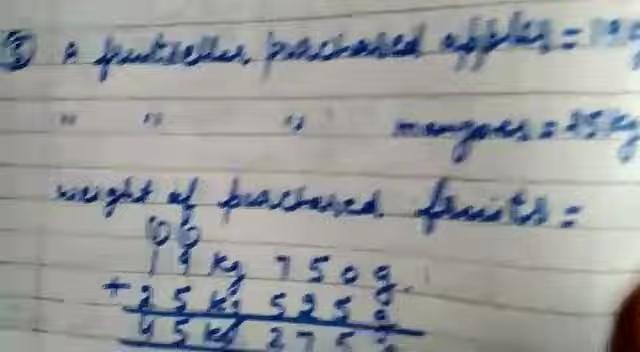 ③ A fruitseller purchased apples = 19 k
" " " mangoes = 25 kg
weight of purchased fruits =
① ①
19 kg 750 g.
+ 25 kg 525 g
45 kg 275 g